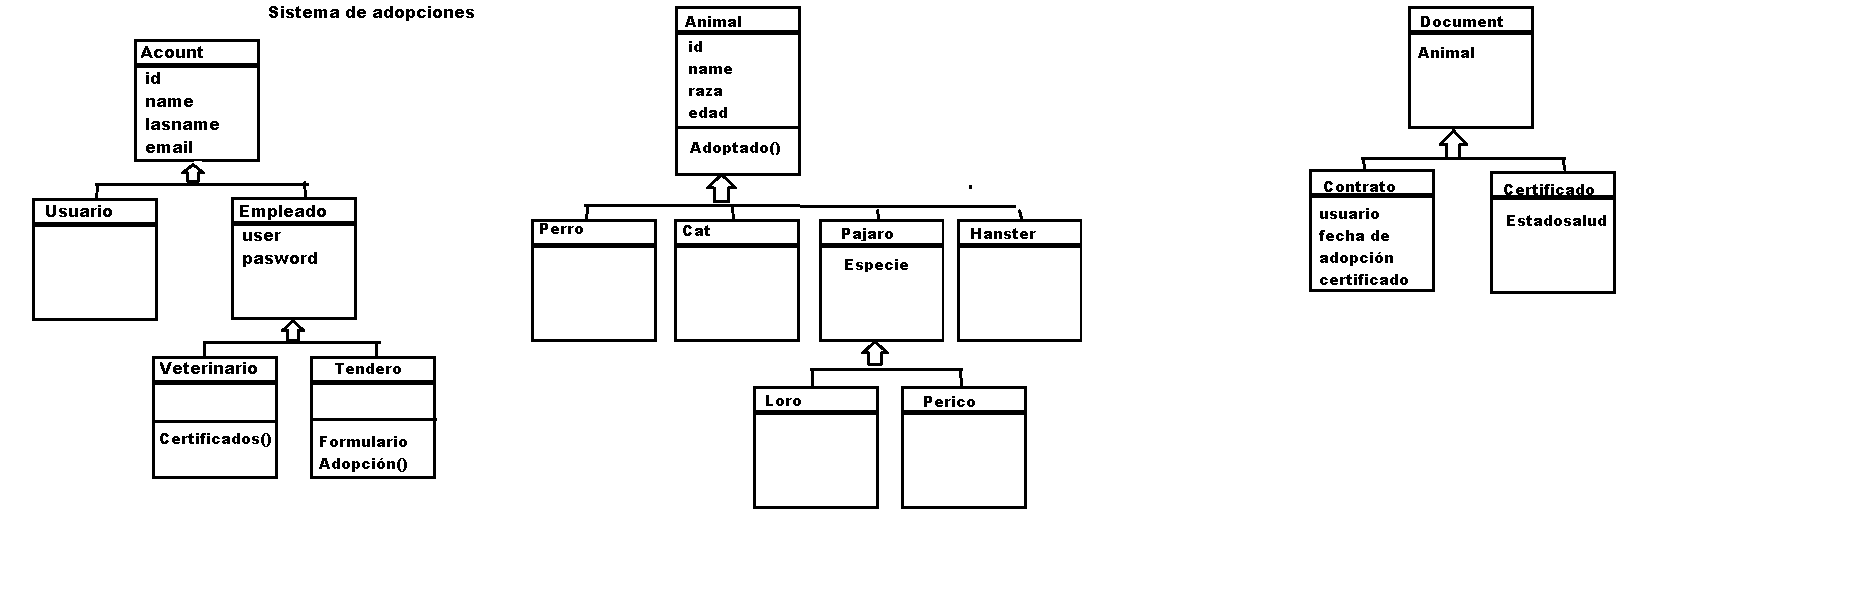 Sistema de adopciones
Acount
id
name
lasname
email
Usuario
Empleado
user
pasword
Veterinario
Certificados()
Tendero
Formulario
Adopción()
Animal
id
name
raza
edad
Adoptado()
Perro
Cat
Pajaro
Especie
Hanster
Loro
Perico
Document
Animal
Contrato
usuario
fecha de
adopción
certificado
Certificado
Estadosalud